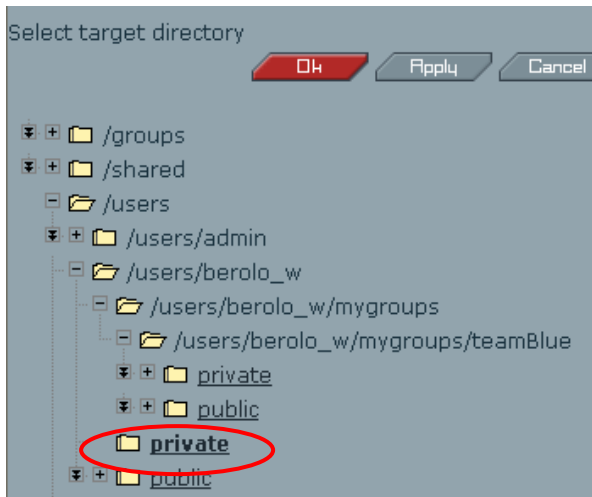 Select target directory
Ok Apply Cancel
/groups
/shared
/users
/users/admin
/users/berolo_w
/users/berolo_w/mygroups
/users/berolo_w/mygroups/teamBlue
private
public
private
public